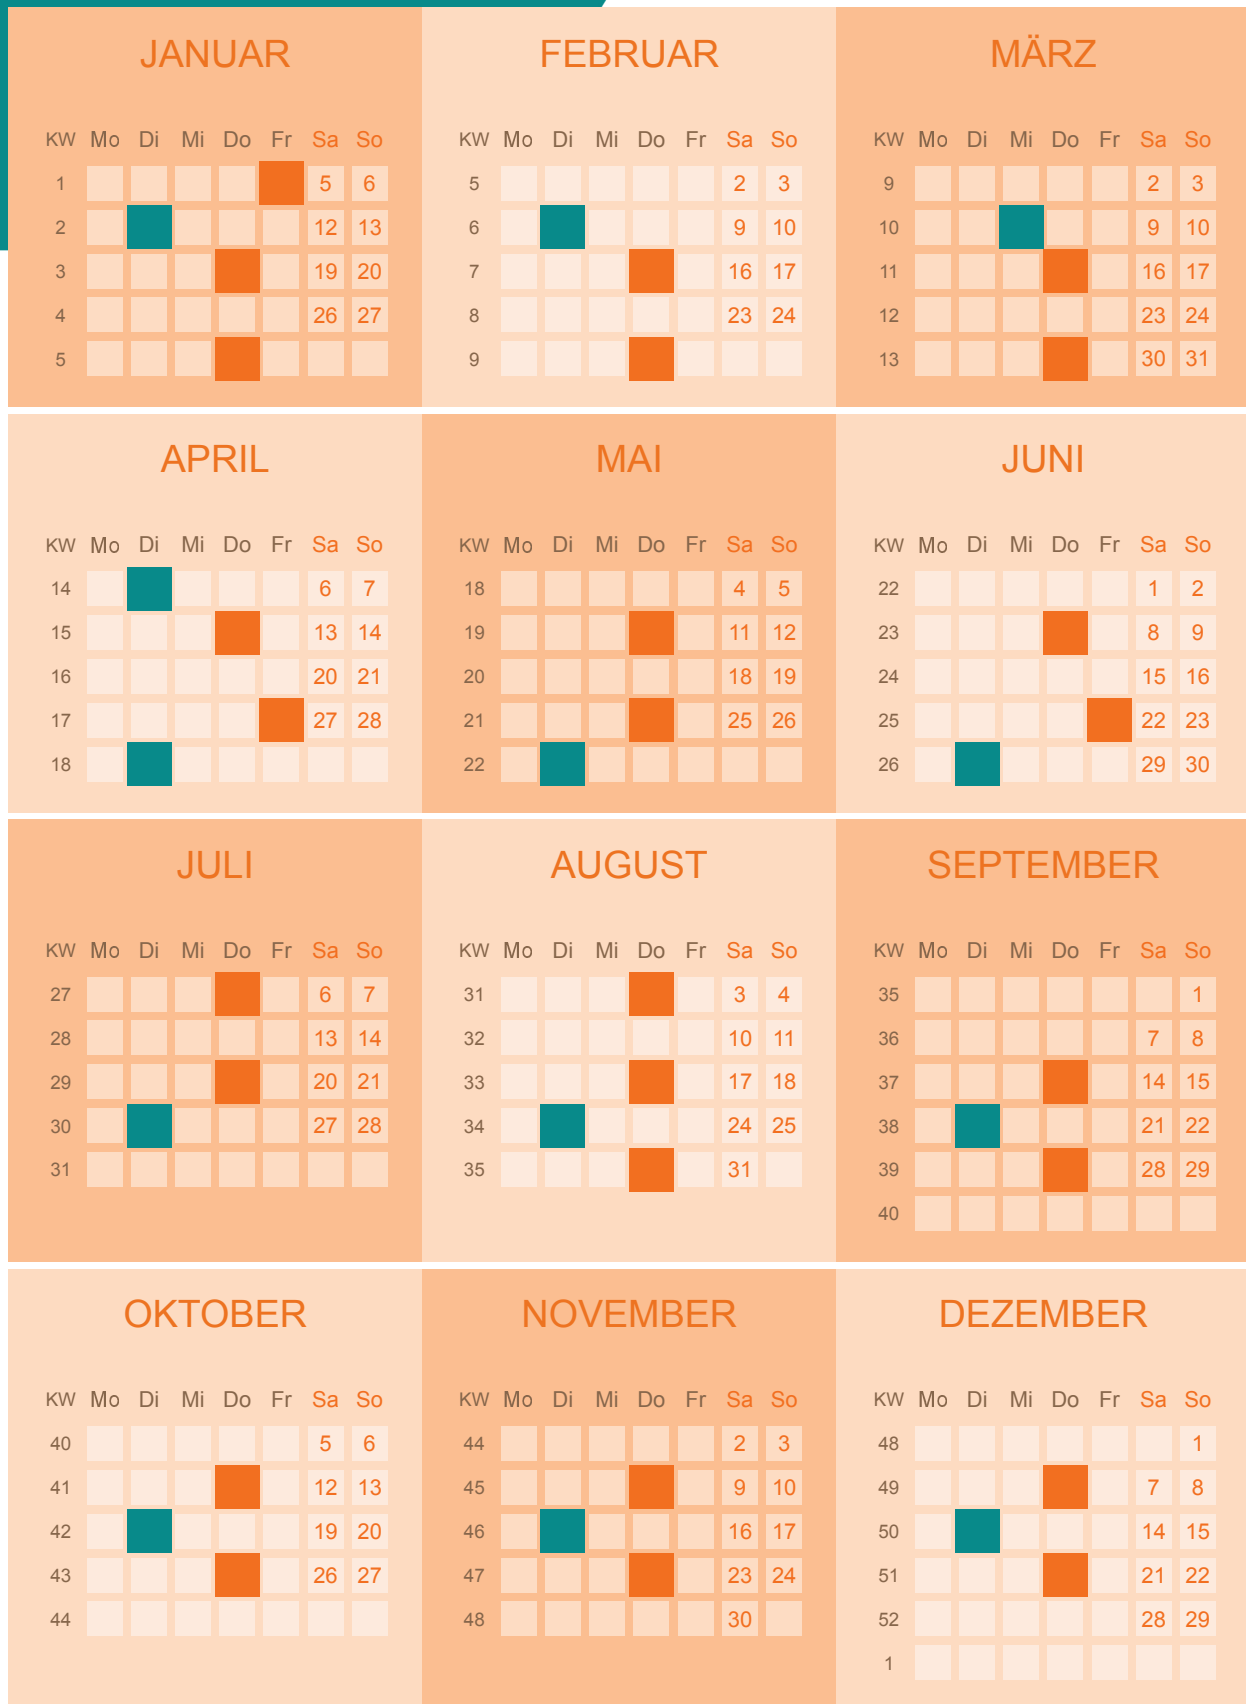 JANUAR
KW Mo Di Mi Do Fr Sa So
1 5 6
2 12 13
3 19 20
4 26 27
5
FEBRUAR
KW Mo Di Mi Do Fr Sa So
5 2 3
6 9 10
7 16 17
8 23 24
9
MÄRZ
KW Mo Di Mi Do Fr Sa So
9 2 3
10 9 10
11 16 17
12 23 24
13 30 31
APRIL
KW Mo Di Mi Do Fr Sa So
14 6 7
15 13 14
16 20 21
17 27 28
18
MAI
KW Mo Di Mi Do Fr Sa So
18 4 5
19 11 12
20 18 19
21 25 26
22
JUNI
KW Mo Di Mi Do Fr Sa So
22 1 2
23 8 9
24 15 16
25 22 23
26 29 30
JULI
KW Mo Di Mi Do Fr Sa So
27 6 7
28 13 14
29 20 21
30 27 28
31
AUGUST
KW Mo Di Mi Do Fr Sa So
31 3 4
32 10 11
33 17 18
34 24 25
35 31
SEPTEMBER
KW Mo Di Mi Do Fr Sa So
35 1
36 7 8
37 14 15
38 21 22
39 28 29
40
OKTOBER
KW Mo Di Mi Do Fr Sa So
40 5 6
41 12 13
42 19 20
43 26 27
44
NOVEMBER
KW Mo Di Mi Do Fr Sa So
44 2 3
45 9 10
46 16 17
47 23 24
48 30
DEZEMBER
KW Mo Di Mi Do Fr Sa So
48 1
49 7 8
50 14 15
51 21 22
52 28 29
1